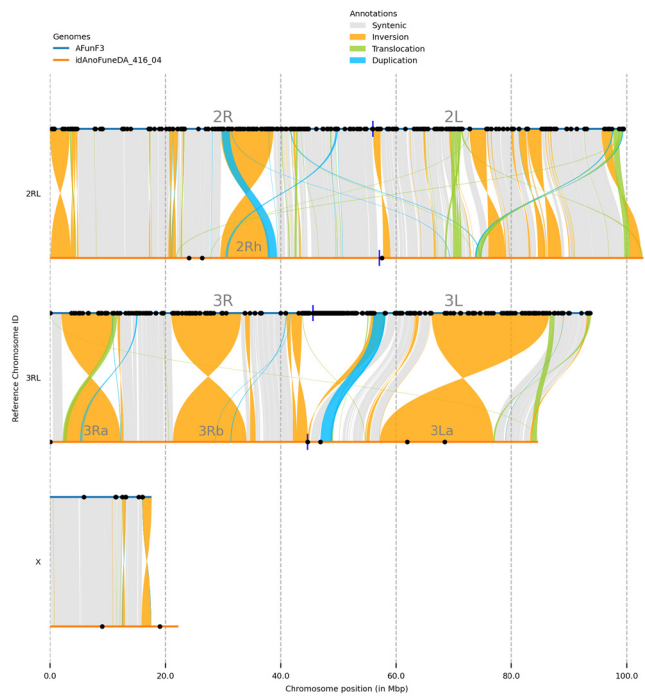 Genomes
AFunF3
idAnoFuneDA_416_04
Annotations
Syntenic
Inversion
Translocation
Duplication
2R
2L
2RL
2Rh
3R
3L
3RL
3Ra
3Rb
3La
X
Reference Chromosome ID
0.0 20.0 40.0 60.0 80.0 100.0
Chromosome position (in Mbp)